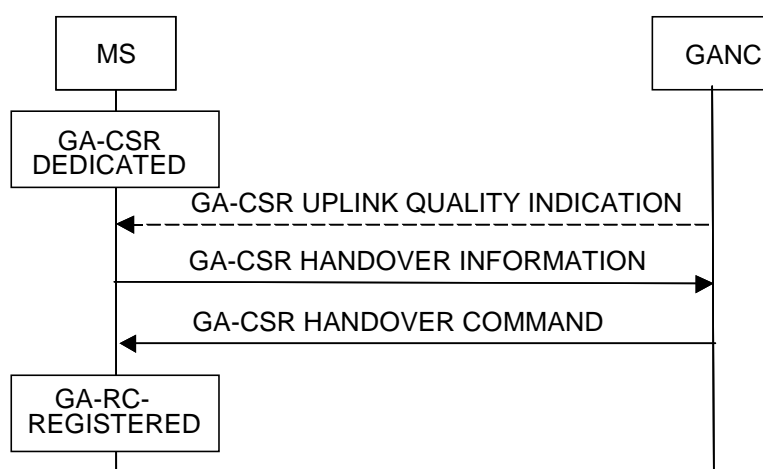 MS
GANC
GA-CSR
DEDICATED
GA-CSR UPLINK QUALITY INDICATION
GA-CSR HANDOVER INFORMATION
GA-CSR HANDOVER COMMAND
GA-RC-
REGISTERED